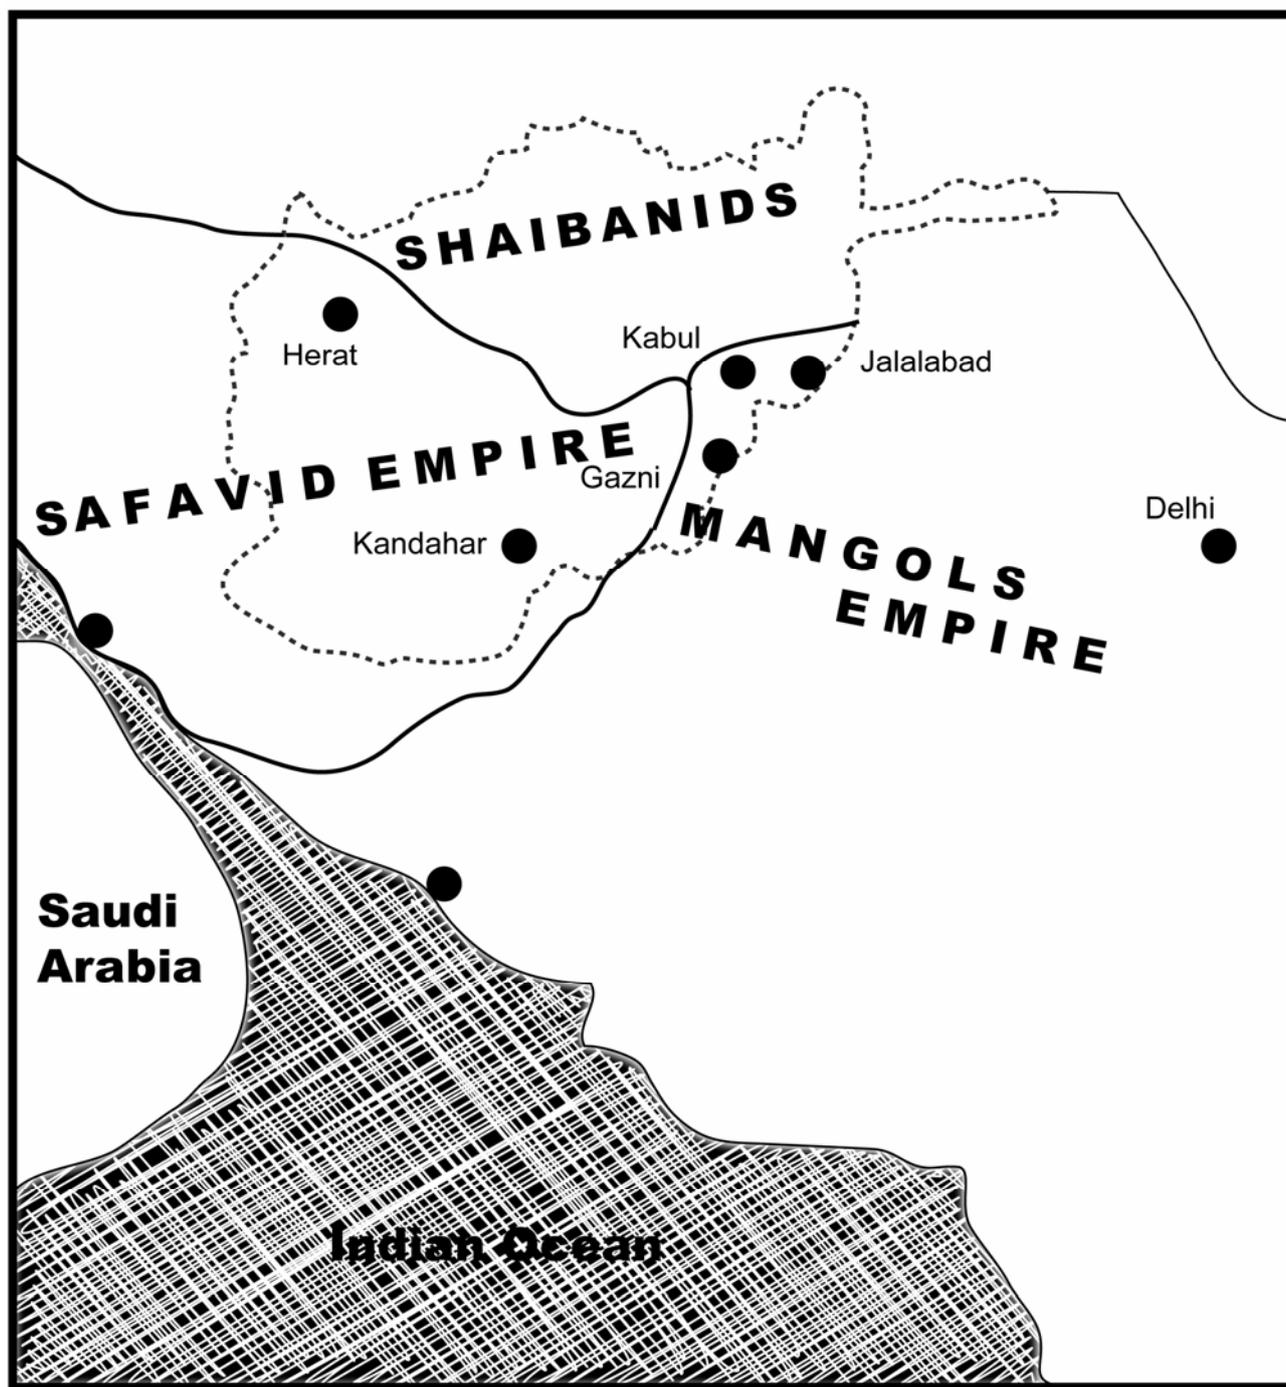 SHAIBANIDS
Kabul
Herat
Jalalabad
SAFAVID EMPIRE
Gazni
Kandahar
MANGOLS
EMPIRE
Delhi
Saudi
Arabia
Indian Ocean